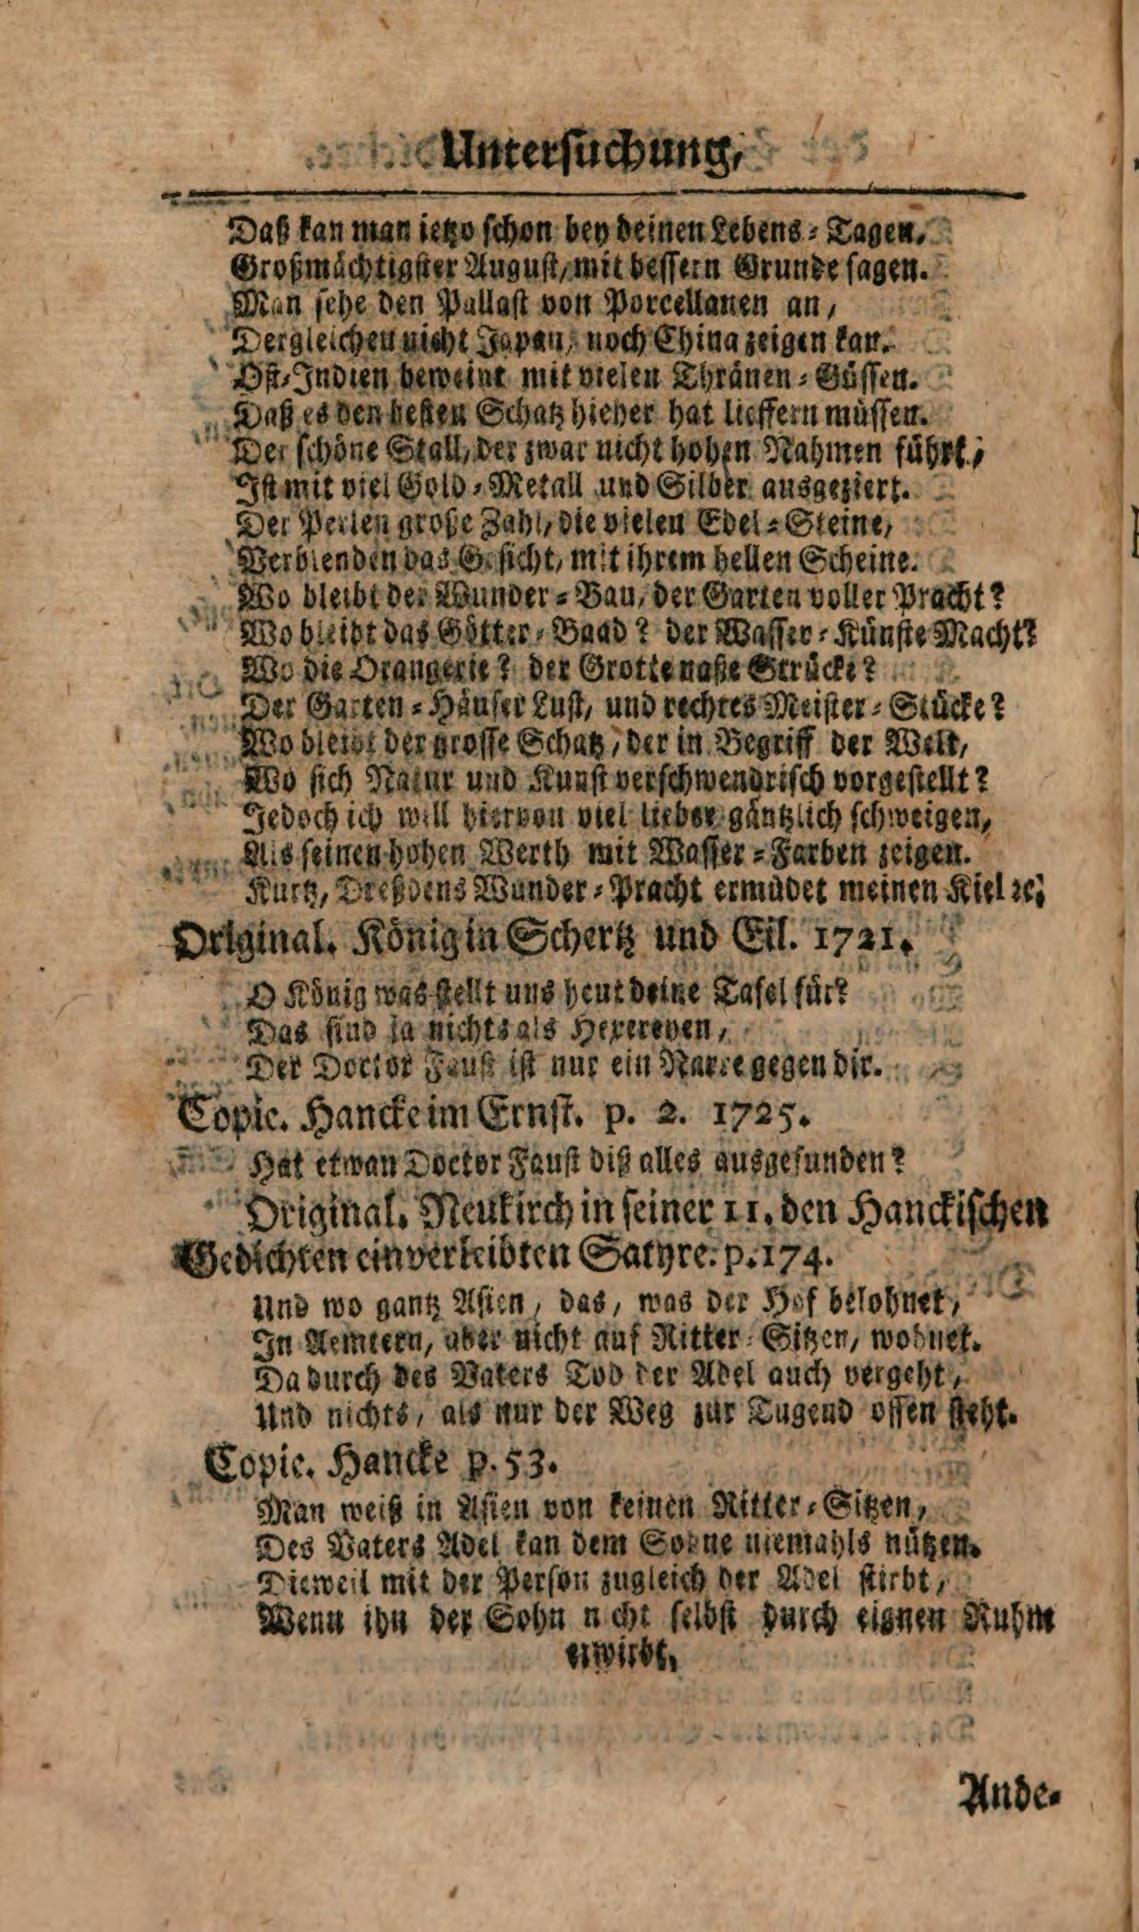 Untersuchung,
Daß kan man ietzo schon bey deinen Lebens-Tagen,
Großmächtigster August, mit bessern Grunde sagen.
Man sehe den Pallast von Porcellanen an,
Dergleichen nicht Japan, noch China zeigen kan.
Ost-Indien beweint mit vielen Thränen-Güssen.
Daß es den besten Schatz hieher hat lieffern müssen.
Der schöne Stall, der zwar nicht hohen Nahmen führt,
Ist mit viel Gold-Metall und Silber ausgeziert.
Der Perlen große Zahl, die vielen Edel-Steine,
Verblenden das Gesicht, mit ihrem hellen Scheine.
Wo bleibt der Wunder-Bau, der Garten voller Pracht?
Wo bleibt das Götter-Baad? der Wasser-Künste Macht?
Wo die Orangerie? der Grotte naße Strücke?
Der Garten-Häuser Lust, und rechtes Meister-Stücke?
Wo bleibt der grosse Schatz, der in Begriff der Welt,
Wo sich Natur und Kunst verschwendrisch vorgestellt?
Jedoch ich will hiervon viel lieber gäntzlich schweigen,
Als seinen hohen Werth mit Wasser-Farben zeigen.
Kurtz, Dreßdens Wunder-Pracht ermüdet meinen Kiel ꝛc.
Original. König in Schertz und Eil. 1721.
O König was stellt uns heut deine Tafel für?
Das sind ja nichts als Hexereyen,
Der Doctor Faust ist nur ein Narre gegen dir.
Copie. Hancke im Ernst. p. 2. 1725.
Hat etwan Doctor Faust diß alles ausgefunden?
Original. Neukirch in seiner 11. den Hanckischen
Gedichten einverleibten Satyre. p. 174.
Und wo gantz Asien, das, was der Hof belohnet,
In Aemtern, aber nicht auf Ritter-Sitzen, wohnet.
Da durch des Vaters Tod der Adel auch vergeht,
Und nichts, als nur der Weg zur Tugend offen steht.
Copie. Hancke p. 53.
Man weiß in Asien von keinen Ritter-Sitzen,
Des Vaters Adel kan dem Sohne niemahls nützen.
Dieweil mit der Person zugleich der Adel stirbt,
Wenn ihn der Sohn nicht selbst durch eignen Ruhm
erwirbt.
Ande-